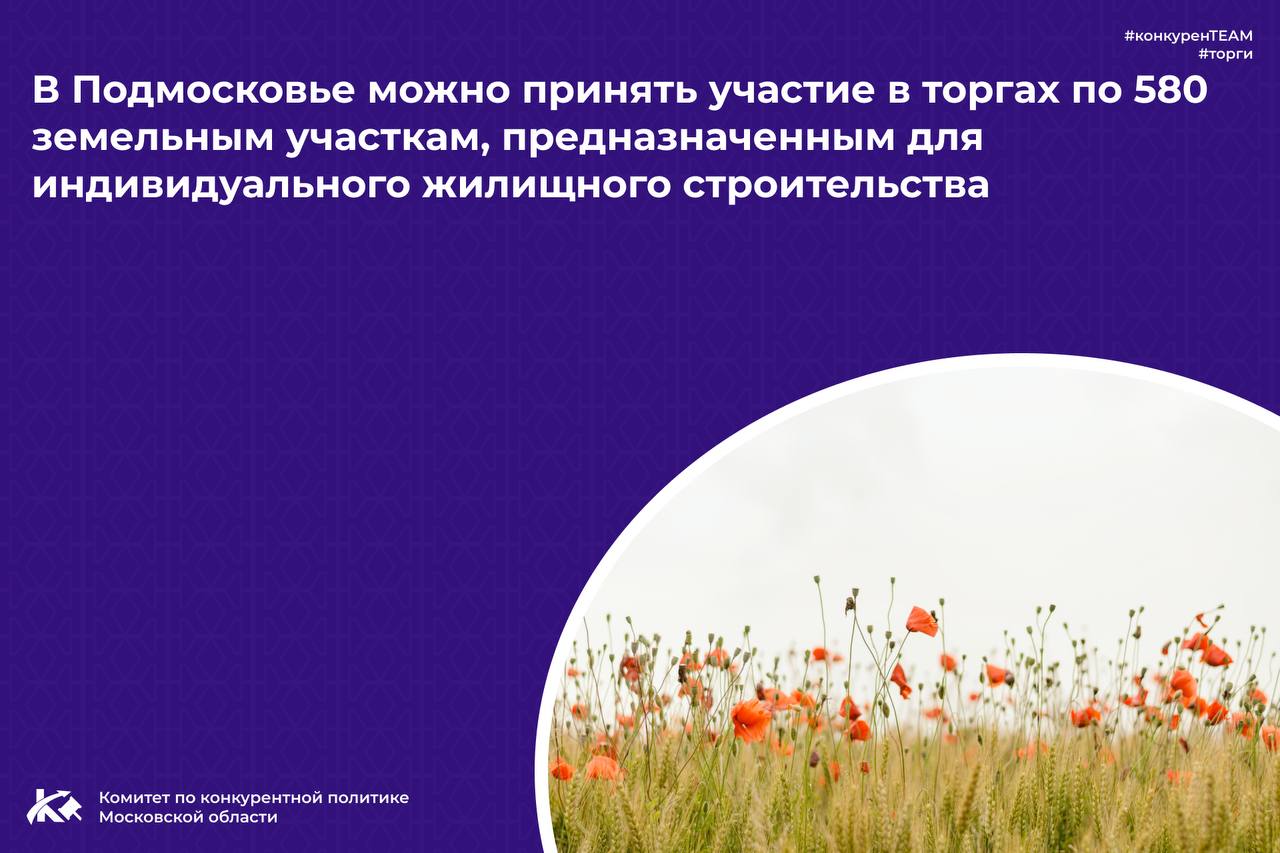 #конкуренTEAM
#торги
В Подмосковье можно принять участие в торгах по 580
земельным участкам, предназначенным для
индивидуального жилищного строительства
Комитет по конкурентной политике
Московской области